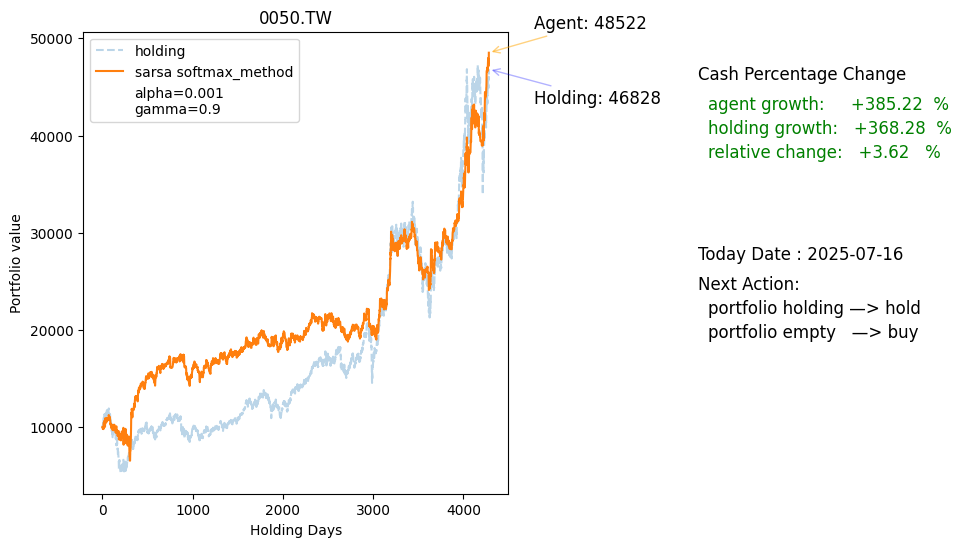 0050.TW
holding
sarsa softmax_method
alpha=0.001
gamma=0.9
50000
40000
30000
20000
10000
Portfolio value
0
1000
2000
3000
4000
Holding Days
Agent: 48522
Holding: 46828
Cash Percentage Change
agent growth: +385.22 %
holding growth: +368.28 %
relative change: +3.62 %
Today Date : 2025-07-16
Next Action:
portfolio holding —> hold
portfolio empty —> buy